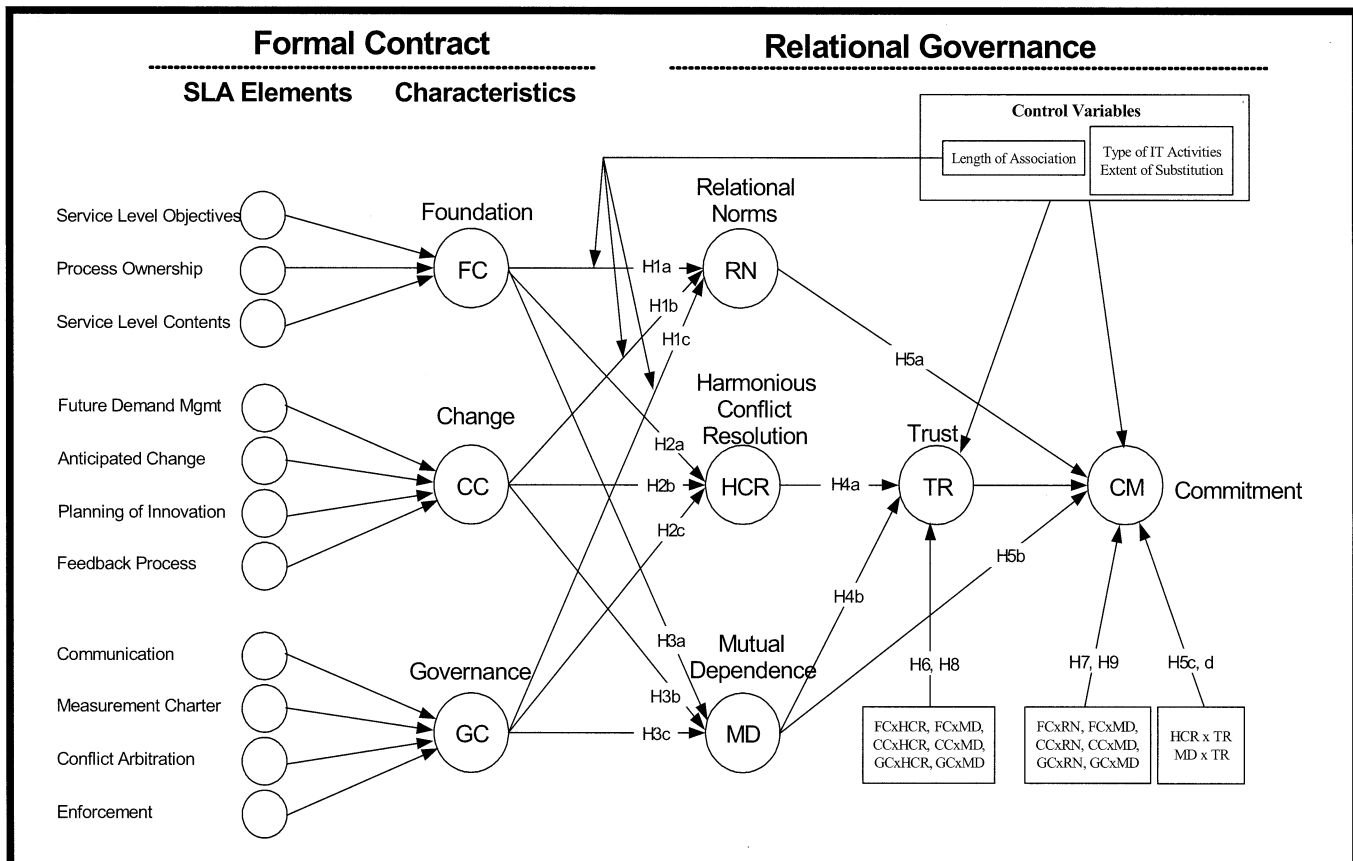 Formal Contract
Relational Governance
SLA Elements
Characteristics
Control Variables
Length of Association
Type of IT Activities
Extent of Substitution
Service Level Objectives
Process Ownership
Service Level Contents
Foundation
FC
Relational
Norms
RN
H1a
H1b
H1c
H5a
Future Demand Mgmt
Anticipated Change
Planning of Innovation
Feedback Process
Change
CC
Harmonious
Conflict
Resolution
HCR
H2a
H2b
H2c
H4a
Trust
TR
CM
Commitment
H5b
H4b
Communication
Measurement Charter
Conflict Arbitration
Enforcement
Governance
GC
H3a
H3b
H3c
Mutual
Dependence
MD
H6, H8
H7, H9
H5c, d
FCxHCR, FCxMD,
CCxHCR, CCxMD,
GCxHCR, GCxMD
FCxRN, FCxMD,
CCxRN, CCxMD,
GCxRN, GCxMD
HCR x TR
MD x TR